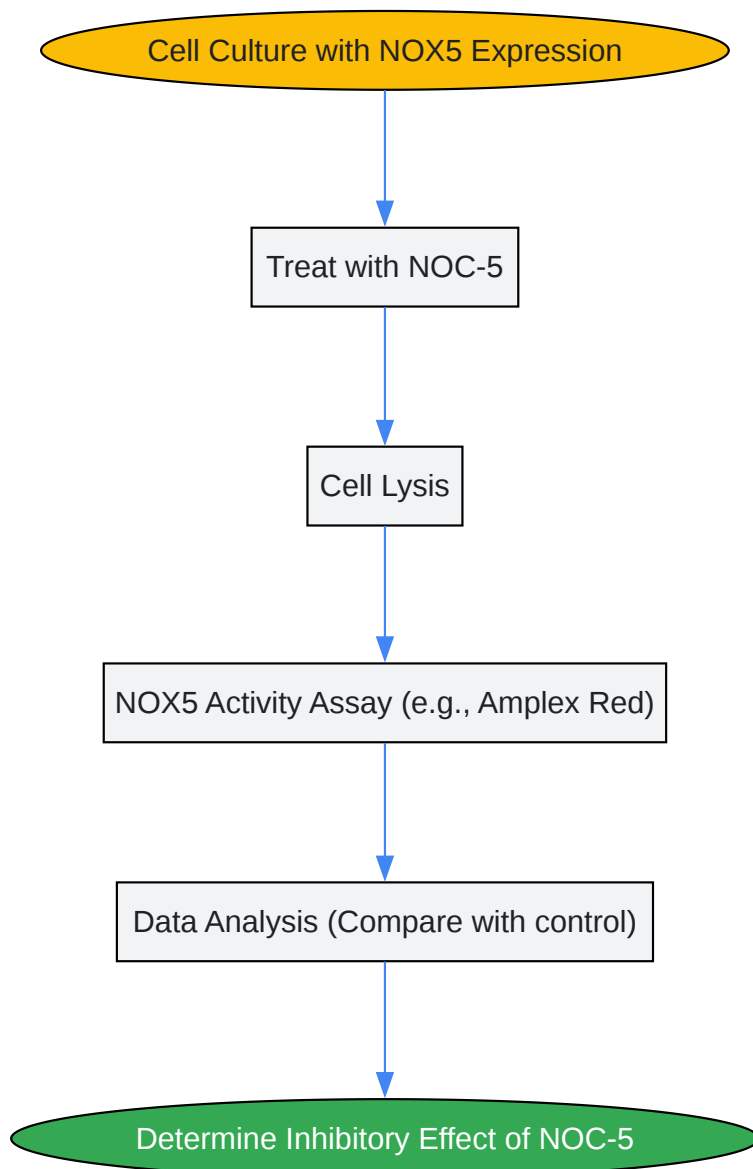 Cell Culture with NOX5 Expression
Treat with NOC-5
Cell Lysis
NOX5 Activity Assay (e.g., Amplex Red)
Data Analysis (Compare with control)
Determine Inhibitory Effect of NOC-5